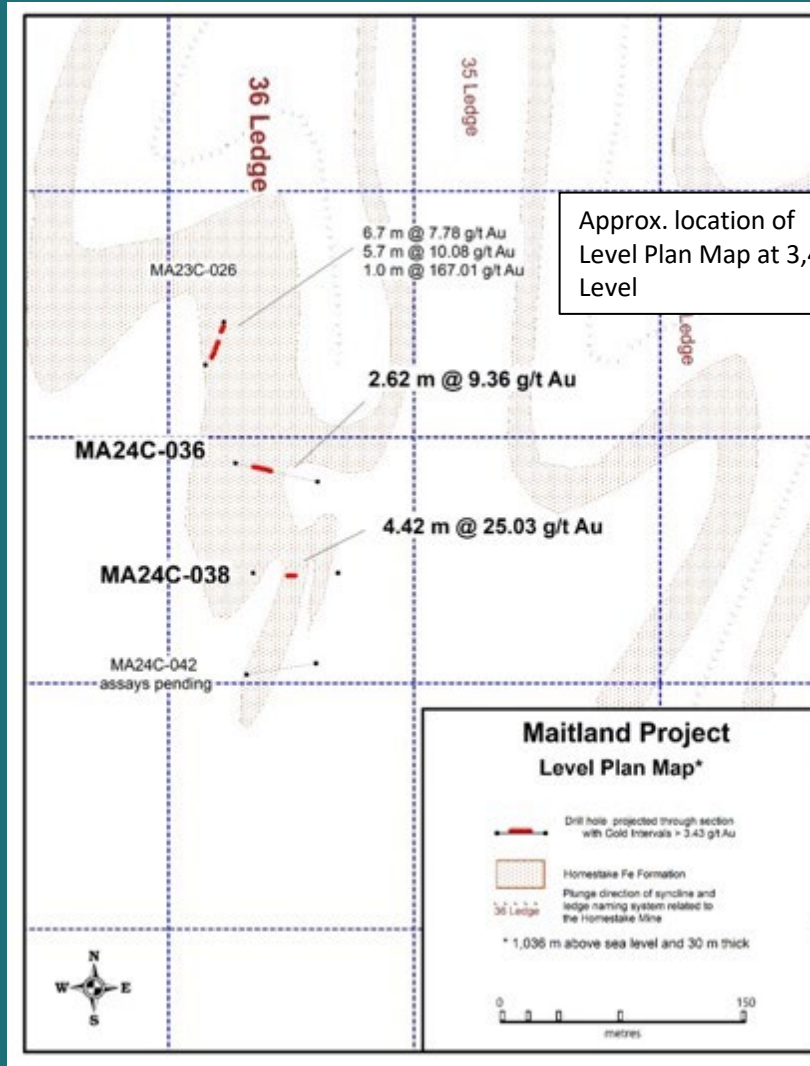 36 Ledge
35 Ledge
6.7 m @ 7.78 g/t Au
5.7 m @ 10.08 g/t Au
1.0 m @ 167.01 g/t Au
MA23C-026
Approx. location of
Level Plan Map at 3,4
Level
Ledge
2.62 m @ 9.36 g/t Au
MA24C-036
4.42 m @ 25.03 g/t Au
MA24C-038
MA24C-042
assays pending
Maitland Project
Level Plan Map*
Drill hole projected through section
with Gold Intervals > 3.43 g/t Au
Homestake Fe Formation
Plunge direction of syncline and
ledge naming system related to
the Homestake Mine
36 Ledge
* 1,036 m above sea level and 30 m thick
N
W
E
S
0
150
metres